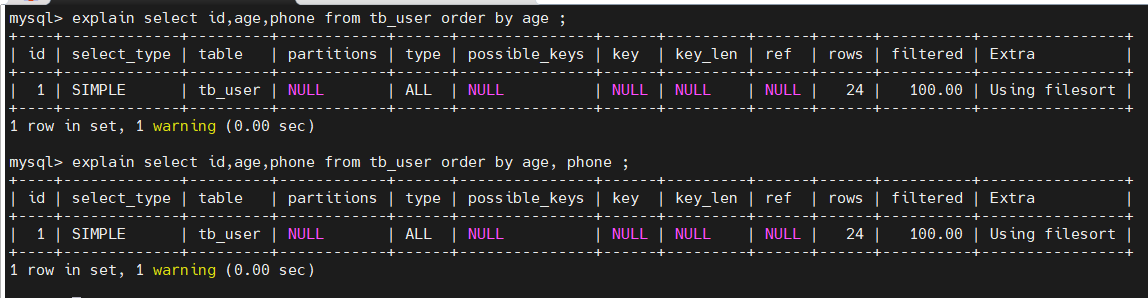 mysql> explain select id,age,phone from tb_user order by age ;
+----+-------------+---------+------------+------+---------------+------+---------+------+------+----------+----------------+
| id | select_type | table   | partitions | type | possible_keys | key  | key_len | ref  | rows | filtered | Extra          |
+----+-------------+---------+------------+------+---------------+------+---------+------+------+----------+----------------+
|  1 | SIMPLE      | tb_user | NULL       | ALL  | NULL          | NULL | NULL    | NULL |   24 |   100.00 | Using filesort |
+----+-------------+---------+------------+------+---------------+------+---------+------+------+----------+----------------+
1 row in set, 1 warning (0.00 sec)

mysql> explain select id,age,phone from tb_user order by age, phone ;
+----+-------------+---------+------------+------+---------------+------+---------+------+------+----------+----------------+
| id | select_type | table   | partitions | type | possible_keys | key  | key_len | ref  | rows | filtered | Extra          |
+----+-------------+---------+------------+------+---------------+------+---------+------+------+----------+----------------+
|  1 | SIMPLE      | tb_user | NULL       | ALL  | NULL          | NULL | NULL    | NULL |   24 |   100.00 | Using filesort |
+----+-------------+---------+------------+------+---------------+------+---------+------+------+----------+----------------+
1 row in set, 1 warning (0.00 sec)